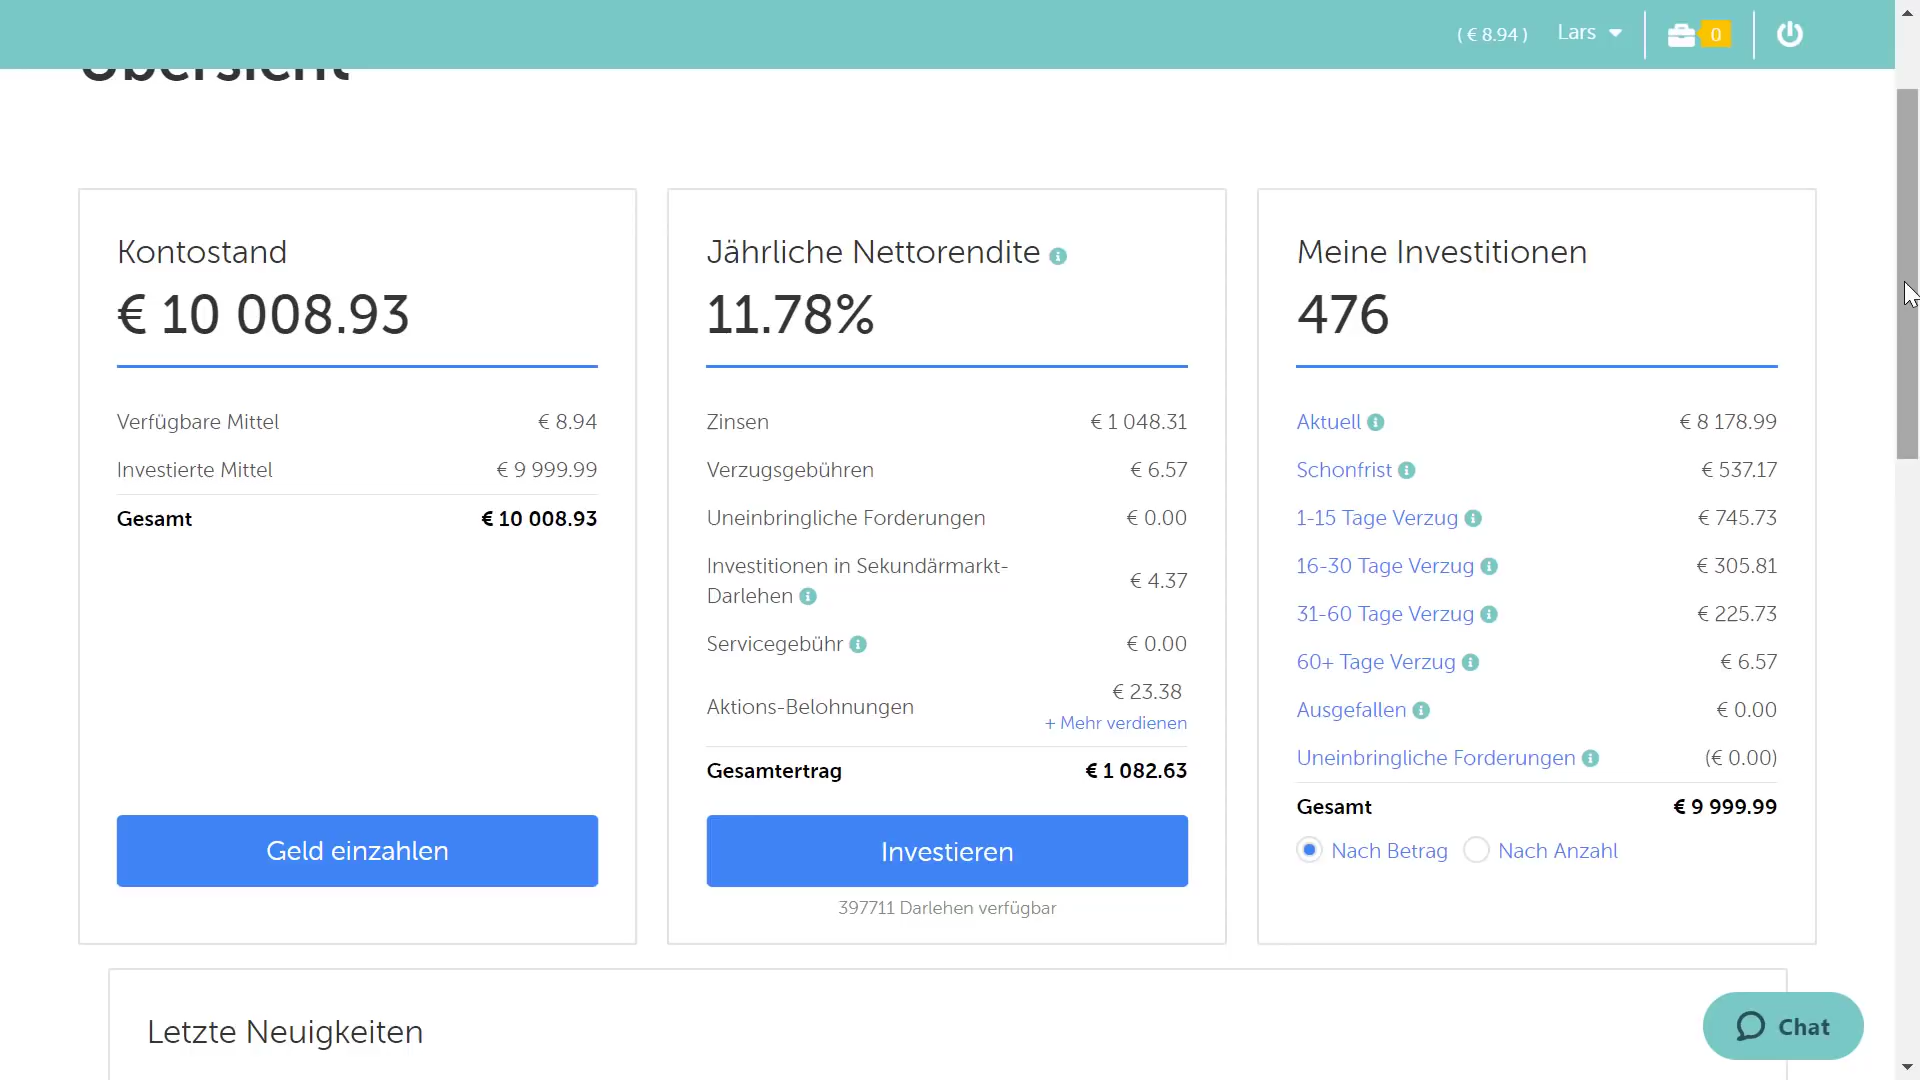 ( € 8.94 )
Lars
0
Übersicht
Kontostand
€ 10 008.93
Verfügbare Mittel € 8.94
Investierte Mittel € 9 999.99
Gesamt € 10 008.93
Geld einzahlen
Jährliche Nettorendite
11.78%
Zinsen € 1 048.31
Verzugsgebühren € 6.57
Uneinbringliche Forderungen € 0.00
Investitionen in Sekundärmarkt-
Darlehen € 4.37
Servicegebühr € 0.00
Aktions-Belohnungen € 23.38
+ Mehr verdienen
Gesamtertrag € 1 082.63
Investieren
397711 Darlehen verfügbar
Meine Investitionen
476
Aktuell € 8 178.99
Schonfrist € 537.17
1-15 Tage Verzug € 745.73
16-30 Tage Verzug € 305.81
31-60 Tage Verzug € 225.73
60+ Tage Verzug € 6.57
Ausgefallen € 0.00
Uneinbringliche Forderungen (€ 0.00)
Gesamt € 9 999.99
Nach Betrag Nach Anzahl
Letzte Neuigkeiten
Chat